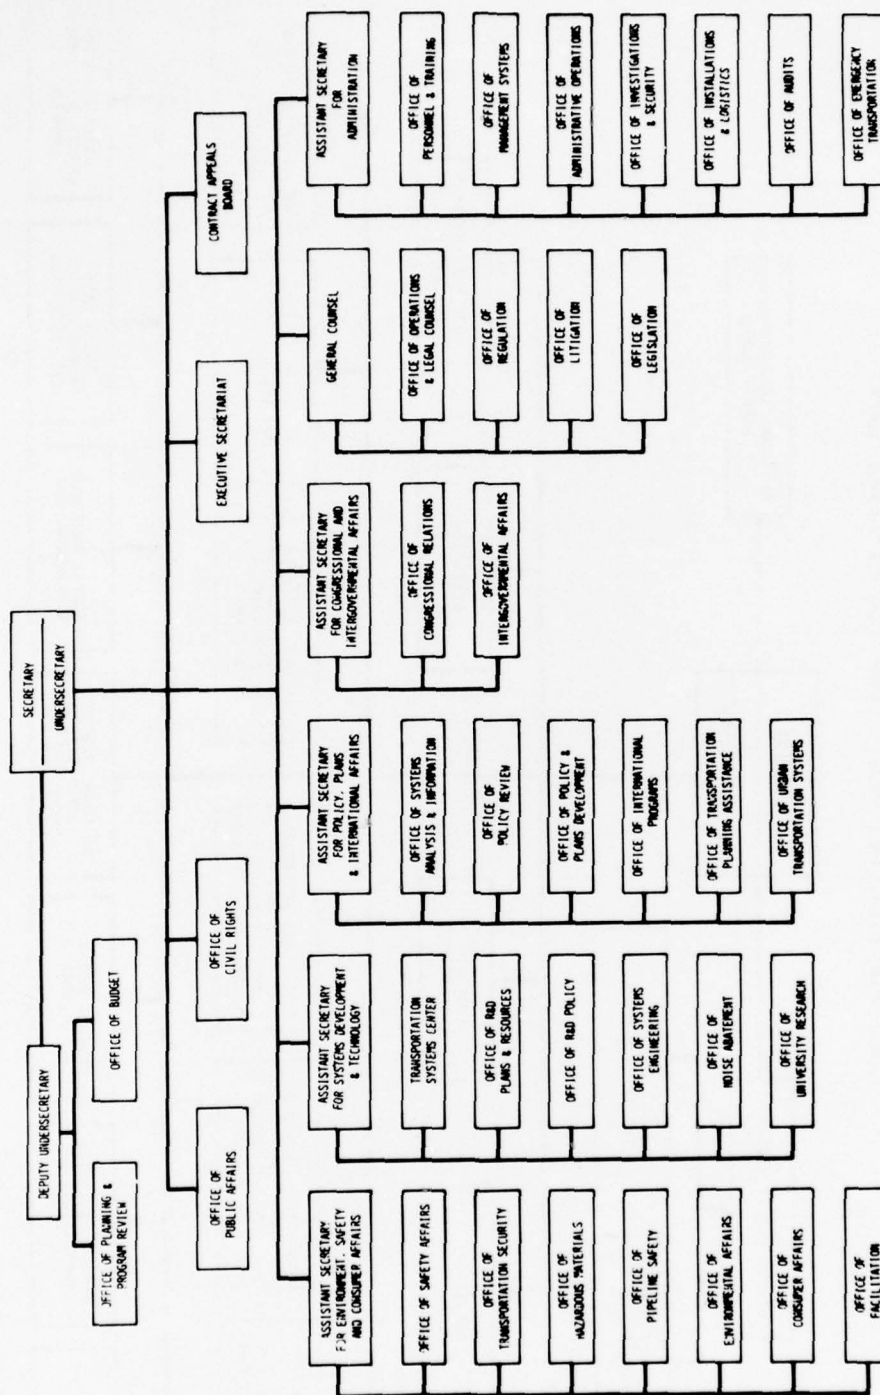 SECRETARY
UNDERSECRETARY
DEPUTY UNDERSECRETARY
OFFICE OF PLANNING &
PROGRAM REVIEW
OFFICE OF BUDGET
OFFICE OF
PUBLIC AFFAIRS
OFFICE OF
CIVIL RIGHTS
EXECUTIVE SECRETARIAT
CONTRACT APPEALS
BOARD
ASSISTANT SECRETARY
FOR ENVIRONMENT, SAFETY
AND CONSUMER AFFAIRS
OFFICE OF SAFETY AFFAIRS
OFFICE OF
TRANSPORTATION SECURITY
OFFICE OF
HAZARDOUS MATERIALS
OFFICE OF
PIPELINE SAFETY
OFFICE OF
ENVIRONMENTAL AFFAIRS
OFFICE OF
CONSUMER AFFAIRS
OFFICE OF
FACILITATION
ASSISTANT SECRETARY
FOR SYSTEMS DEVELOPMENT
& TECHNOLOGY
TRANSPORTATION
SYSTEMS CENTER
OFFICE OF R&D
PLANS & RESOURCES
OFFICE OF R&D POLICY
OFFICE OF SYSTEMS
ENGINEERING
OFFICE OF
NOISE ABATEMENT
OFFICE OF
UNIVERSITY RESEARCH
ASSISTANT SECRETARY
FOR POLICY, PLANS
& INTERNATIONAL AFFAIRS
OFFICE OF SYSTEMS
ANALYSIS & INFORMATION
OFFICE OF
POLICY REVIEW
OFFICE OF POLICY &
PLANS DEVELOPMENT
OFFICE OF INTERNATIONAL
PROGRAMS
OFFICE OF TRANSPORTATION
PLANNING ASSISTANCE
OFFICE OF URBAN
TRANSPORTATION SYSTEMS
ASSISTANT SECRETARY
FOR CONGRESSIONAL AND
INTERGOVERNMENTAL AFFAIRS
OFFICE OF
CONGRESSIONAL RELATIONS
OFFICE OF
INTERGOVERNMENTAL AFFAIRS
GENERAL COUNSEL
OFFICE OF OPERATIONS
& LEGAL COUNSEL
OFFICE OF
REGULATION
OFFICE OF
LITIGATION
OFFICE OF
LEGISLATION
ASSISTANT SECRETARY
FOR
ADMINISTRATION
OFFICE OF
PERSONNEL & TRAINING
OFFICE OF
MANAGEMENT SYSTEMS
OFFICE OF
ADMINISTRATIVE OPERATIONS
OFFICE OF INVESTIGATIONS
& SECURITY
OFFICE OF INSTALLATIONS
& LOGISTICS
OFFICE OF AUDITS
OFFICE OF EMERGENCY
TRANSPORTATION